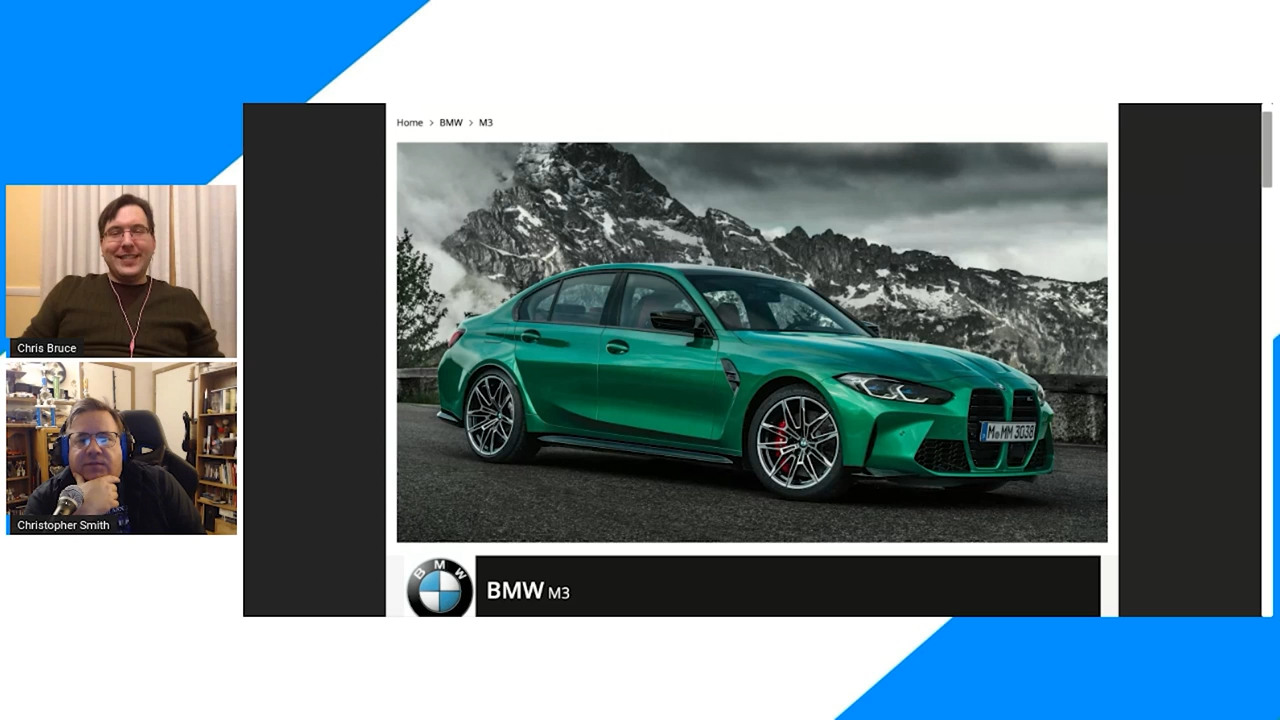 Home > BMW > M3
M MM 3038
Chris Bruce
Christopher Smith
BMW
BMW M3